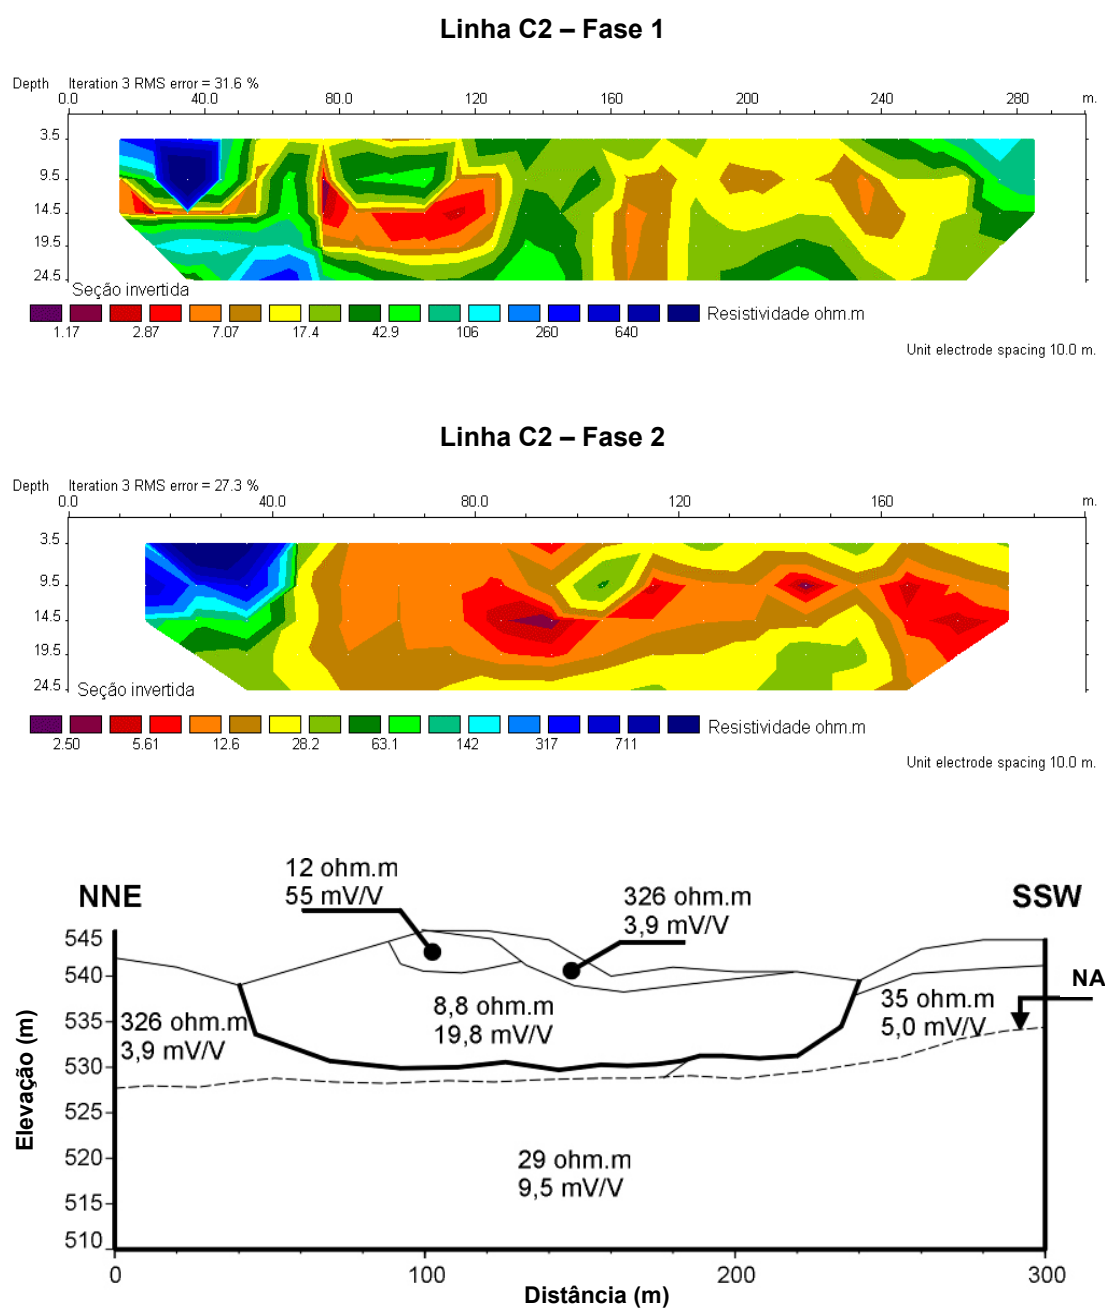 Linha C2 – Fase 1
Depth Iteration 3 RMS error = 31.6 %
0.0 40.0 80.0 120 160 200 240 280 m.
3.5
9.5
14.5
19.5
24.5
Seção invertida
Resistividade ohm.m
1.17 2.87 7.07 17.4 42.9 106 260 640
Unit electrode spacing 10.0 m.
Linha C2 – Fase 2
Depth Iteration 3 RMS error = 27.3 %
0.0 40.0 80.0 120 160 m.
3.5
9.5
14.5
19.5
24.5
Seção invertida
Resistividade ohm.m
2.50 5.61 12.6 28.2 63.1 142 317 711
Unit electrode spacing 10.0 m.
12 ohm.m
55 mV/V
NNE
326 ohm.m
3,9 mV/V
SSW
545
540
535
530
525
520
515
510
Elevação (m)
NA
8,8 ohm.m
19,8 mV/V
35 ohm.m
5,0 mV/V
326 ohm.m
3,9 mV/V
29 ohm.m
9,5 mV/V
0 100 200 300
Distância (m)